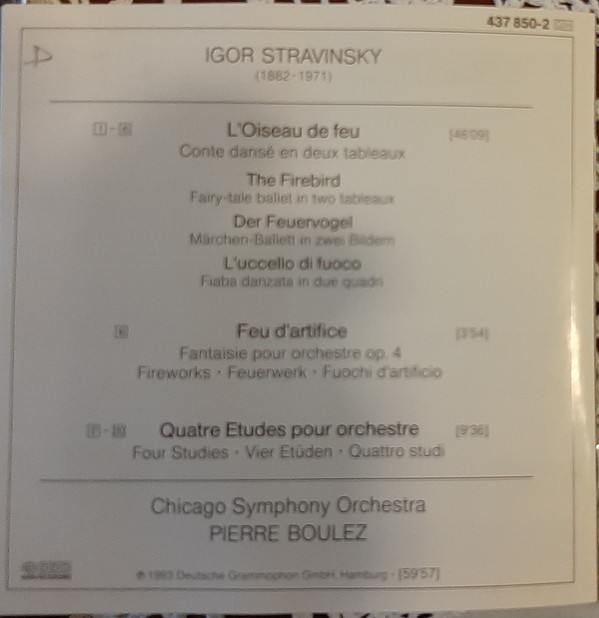 437 850-2
IGOR STRAVINSKY
(1882-1971)
L'Oiseau de feu [46'09]
Conte dansé en deux tableaux
The Firebird
Fairy-tale ballet in two tableaux
Der Feuervogel
Märchen-Ballett in zwei Bildern
L'uccello di fuoco
Fiaba danzata in due quadri
Feu d'artifice [3'54]
Fantaisie pour orchestre op. 4
Fireworks · Feuerwerk · Fuochi d'artificio
Quatre Etudes pour orchestre [9'36]
Four Studies · Vier Etüden · Quattro studi
Chicago Symphony Orchestra
PIERRE BOULEZ
℗ 1993 Deutsche Grammophon GmbH, Hamburg · [59'57]